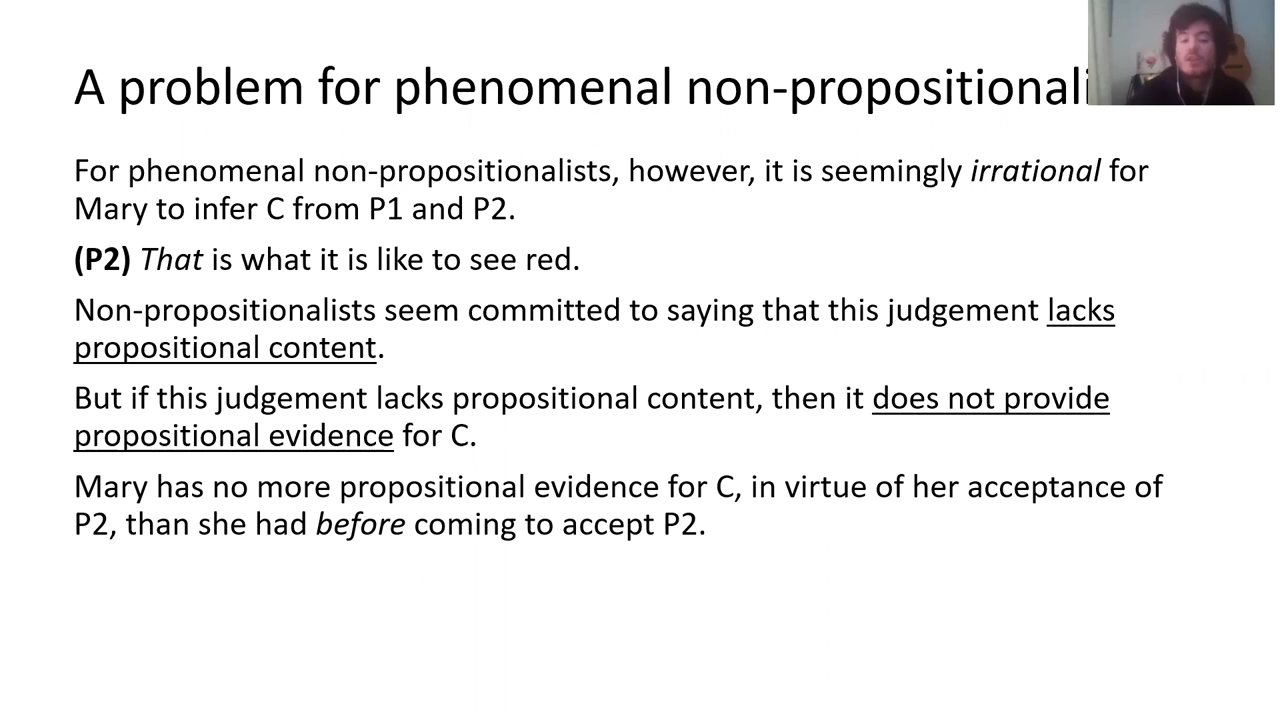 A problem for phenomenal non-propositionali
For phenomenal non-propositionalists, however, it is seemingly irrational for
Mary to infer C from P1 and P2.
(P2) That is what it is like to see red.
Non-propositionalists seem committed to saying that this judgement lacks
propositional content.
But if this judgement lacks propositional content, then it does not provide
propositional evidence for C.
Mary has no more propositional evidence for C, in virtue of her acceptance of
P2, than she had before coming to accept P2.